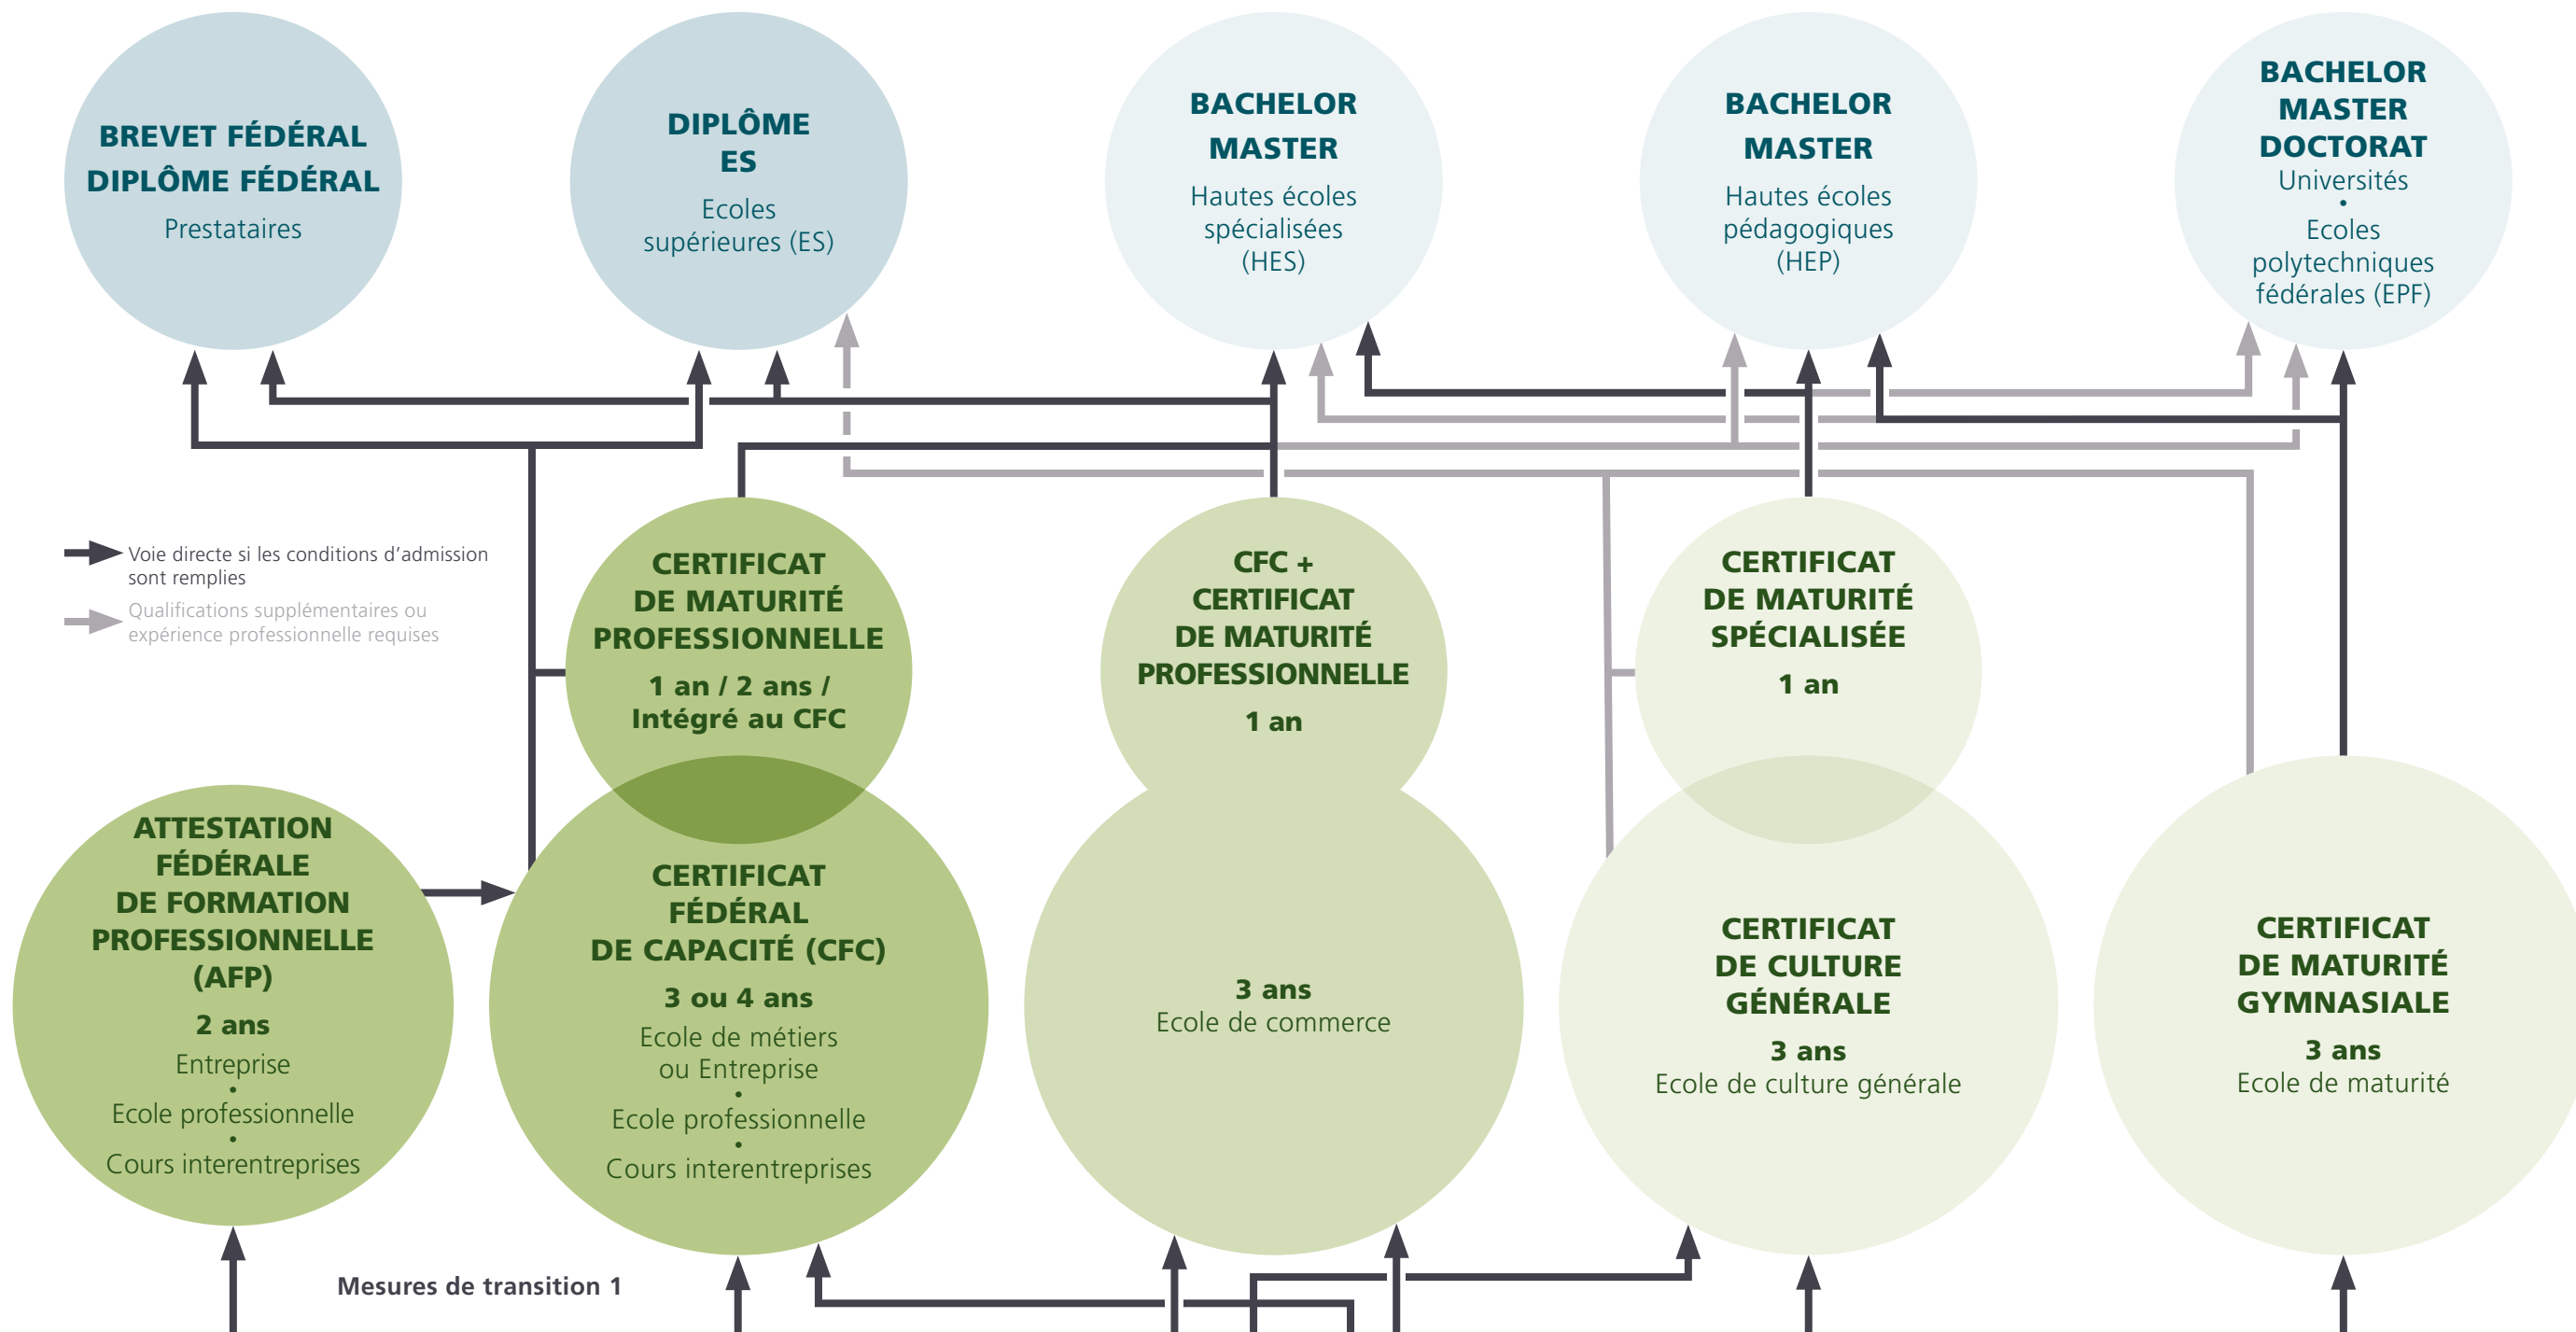 BREVET FÉDÉRAL
DIPLÔME FÉDÉRAL
Prestataires
DIPLÔME
ES
Ecoles
supérieures (ES)
BACHELOR
MASTER
Hautes écoles
spécialisées
(HES)
BACHELOR
MASTER
Hautes écoles
pédagogiques
(HEP)
BACHELOR
MASTER
DOCTORAT
Universités
•
Ecoles
polytechniques
fédérales (EPF)
Voie directe si les conditions d’admission
sont remplies
Qualifications supplémentaires ou
expérience professionnelle requises
CERTIFICAT
DE MATURITÉ
PROFESSIONNELLE
1 an / 2 ans /
Intégré au CFC
CFC +
CERTIFICAT
DE MATURITÉ
PROFESSIONNELLE
1 an
CERTIFICAT
DE MATURITÉ
SPÉCIALISÉE
1 an
ATTESTATION
FÉDÉRALE
DE FORMATION
PROFESSIONNELLE
(AFP)
2 ans
Entreprise
•
Ecole professionnelle
•
Cours interentreprises
CERTIFICAT
FÉDÉRAL
DE CAPACITÉ (CFC)
3 ou 4 ans
Ecole de métiers
ou Entreprise
•
Ecole professionnelle
•
Cours interentreprises
3 ans
Ecole de commerce
CERTIFICAT
DE CULTURE
GÉNÉRALE
3 ans
Ecole de culture générale
CERTIFICAT
DE MATURITÉ
GYMNASIALE
3 ans
Ecole de maturité
Mesures de transition 1